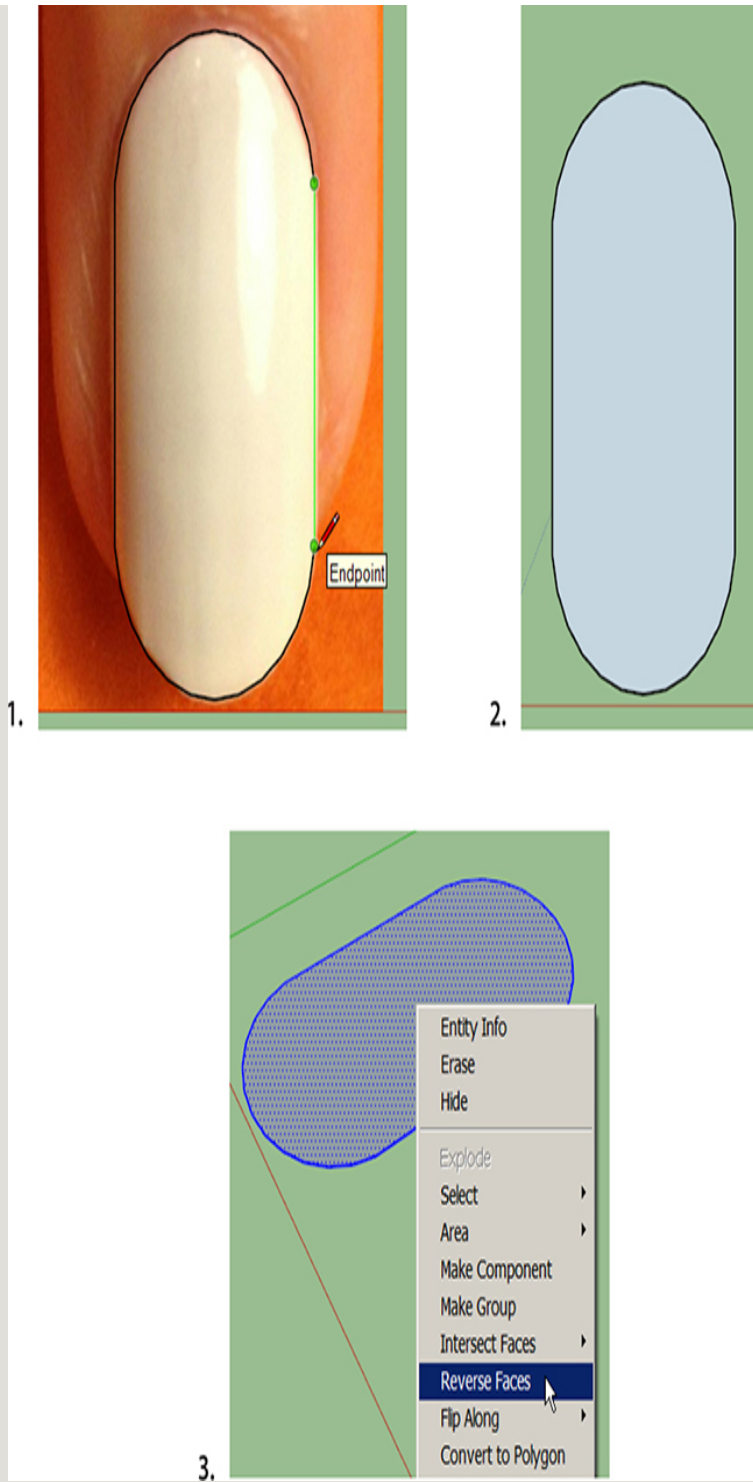 Endpoint
1.
2.
Entity Info
Erase
Hide
Explode
Select
Area
Make Component
Make Group
Intersect Faces
Reverse Faces
Flip Along
Convert to Polygon
3.